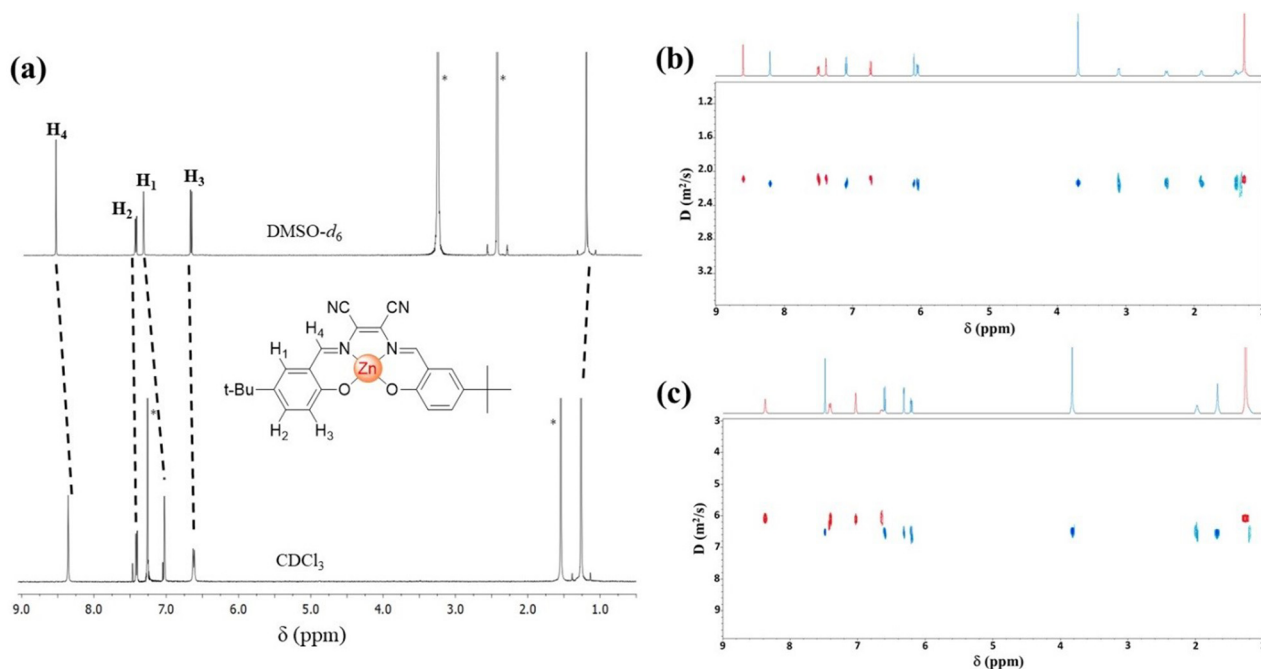 (a)
H4
H2
H1
H3
*
*
DMSO-d6
NC
CN
H4
H1
N
N
Zn
t-Bu
O
O
H2
H3
*
*
CDCl3
9.0
8.0
7.0
6.0
5.0
4.0
3.0
2.0
1.0
δ (ppm)
(b)
1.2
1.6
2.0
2.4
2.8
3.2
D (m²/s)
9 8 7 6 5 4 3 2 1
δ (ppm)
(c)
3
4
5
6
7
8
9
D (m²/s)
9 8 7 6 5 4 3 2
δ (ppm)